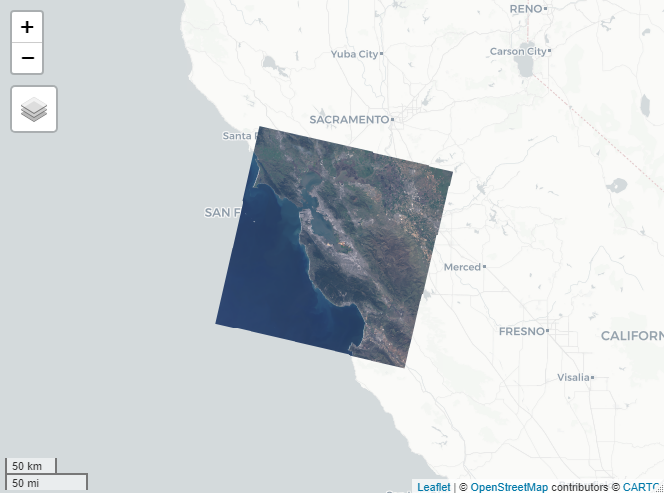 +
RENO
Yuba City
Carson City
−
SACRAMENTO
Santa
SAN F
Merced
FRESNO
CALIFORN
Visalia
50 km
50 mi
Leaflet | © OpenStreetMap contributors © CARTO